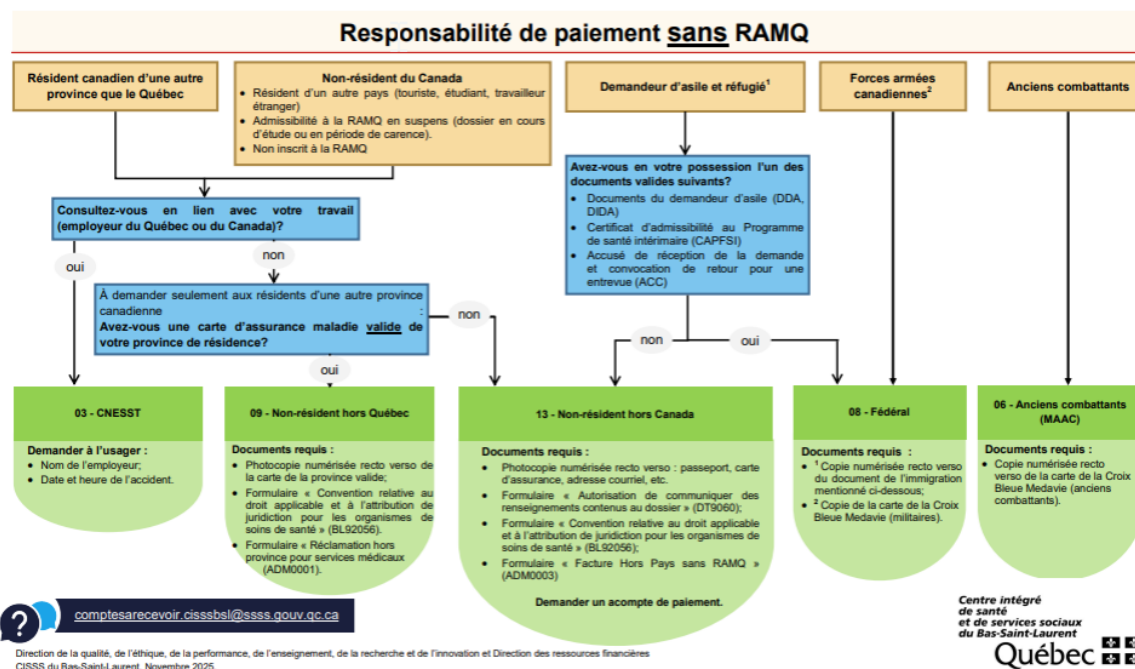 Responsabilité de paiement sans RAMQ
Résident canadien d'une autre
province que le Québec
Non-résident du Canada
• Résident d'un autre pays (touriste, étudiant, travailleur
étranger)
• Admissibilité à la RAMQ en suspens (dossier en cours
d'étude ou en période de carence).
• Non inscrit à la RAMQ
Demandeur d'asile et réfugié¹
Forces armées
canadiennes²
Anciens combattants
Consultez-vous en lien avec votre travail
(employeur du Québec ou du Canada)?
oui
non
À demander seulement aux résidents d'une autre province
canadienne :
Avez-vous une carte d'assurance maladie valide de
votre province de résidence?
non
oui
Avez-vous en votre possession l'un des
documents valides suivants?
• Documents du demandeur d'asile (DDA,
DIDA)
• Certificat d'admissibilité au Programme
de santé intérimaire (CAPFSI)
• Accusé de réception de la demande
et convocation de retour pour une
entrevue (ACC)
non
oui
03 - CNESST
Demander à l'usager :
• Nom de l'employeur;
• Date et heure de l'accident.
09 - Non-résident hors Québec
Documents requis :
• Photocopie numérisée recto verso de
la carte de la province valide;
• Formulaire « Convention relative au
droit applicable et à l'attribution de
juridiction pour les organismes de
soins de santé » (BL92056).
• Formulaire « Réclamation hors
province pour services médicaux
(ADM0001).
13 - Non-résident hors Canada
Documents requis :
• Photocopie numérisée recto verso : passeport, carte
d'assurance, adresse courriel, etc.
• Formulaire « Autorisation de communiquer des
renseignements contenus au dossier » (DT9060);
• Formulaire « Convention relative au droit applicable
et à l'attribution de juridiction pour les organismes de
soins de santé » (BL92056);
• Formulaire « Facture Hors Pays sans RAMQ »
(ADM0003)
Demander un acompte de paiement.
08 - Fédéral
Documents requis :
• ¹ Copie numérisée recto verso
du document de l'immigration
mentionné ci-dessous;
• ² Copie de la carte de la Croix
Bleue Medavie (militaires).
06 - Anciens combattants
(MAAC)
Documents requis :
• Copie numérisée recto
verso de la carte de la Croix
Bleue Medavie (anciens
combattants).
?
comptesarecevoir.cisssbsl@ssss.gouv.qc.ca
Direction de la qualité, de l'éthique, de la performance, de l'enseignement, de la recherche et de l'innovation et Direction des ressources financières
CISSS du Bas-Saint-Laurent, Novembre 2025
Centre intégré
de santé
et de services sociaux
du Bas-Saint-Laurent
Québec